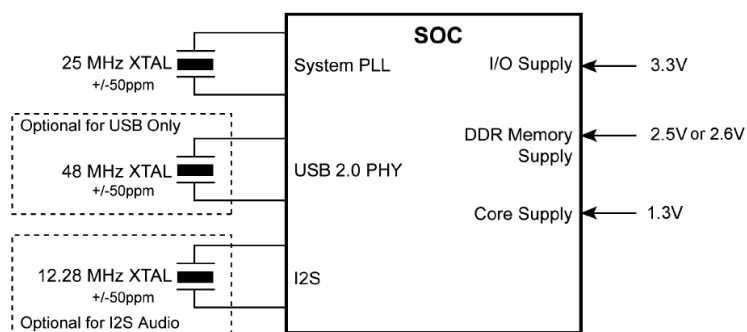 SOC
25 MHz XTAL
+/-50ppm
System PLL
I/O Supply
3.3V
Optional for USB Only
48 MHz XTAL
+/-50ppm
USB 2.0 PHY
DDR Memory
Supply
2.5V or 2.6V
Core Supply
1.3V
12.28 MHz XTAL
+/-50ppm
I2S
Optional for I2S Audio